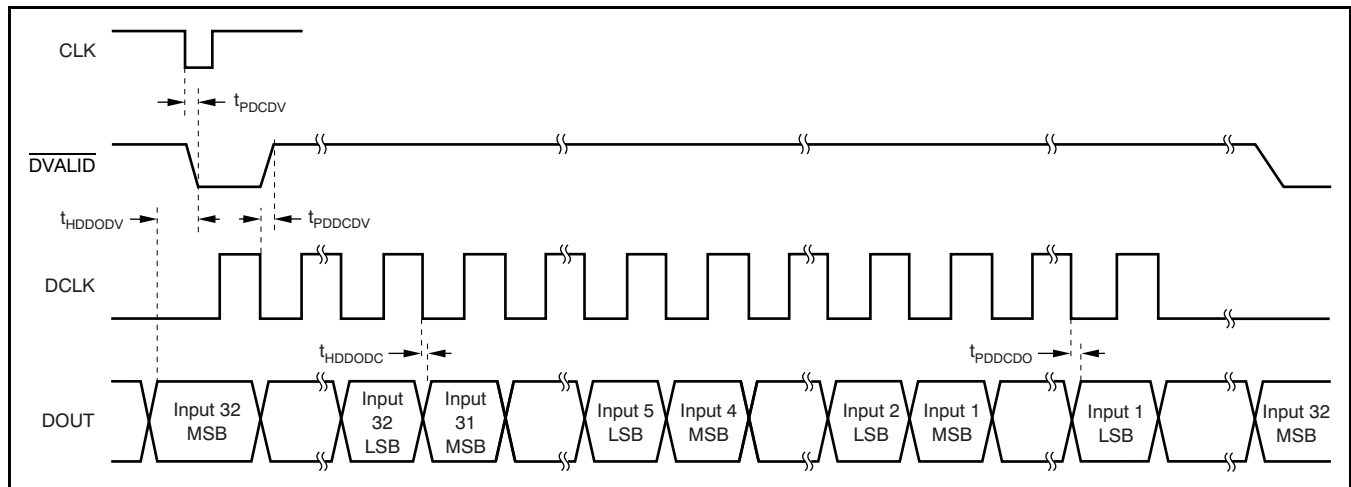 CLK
tPDCDV
DVALID
tHDDODV
tPDDCDV
DCLK
tHDDODC
tPDDCDO
DOUT
Input 32
MSB
Input
32
LSB
Input
31
MSB
Input 5
LSB
Input 4
MSB
Input 2
LSB
Input 1
MSB
Input 1
LSB
Input 32
MSB